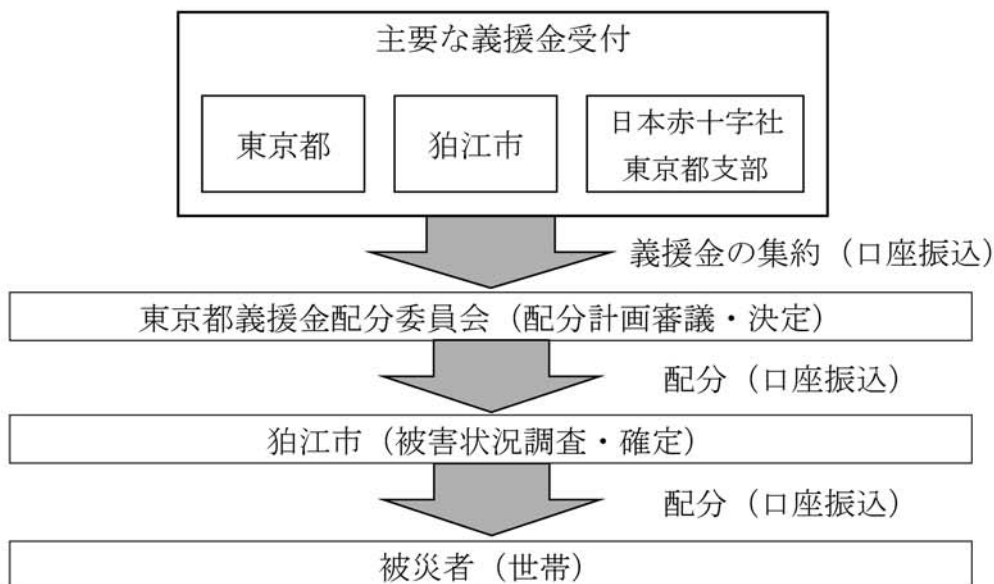 主要な義援金受付
東京都
狛江市
日本赤十字社
東京都支部
義援金の集約（口座振込）
東京都義援金配分委員会（配分計画審議・決定）
配分（口座振込）
狛江市（被害状況調査・確定）
配分（口座振込）
被災者（世帯）